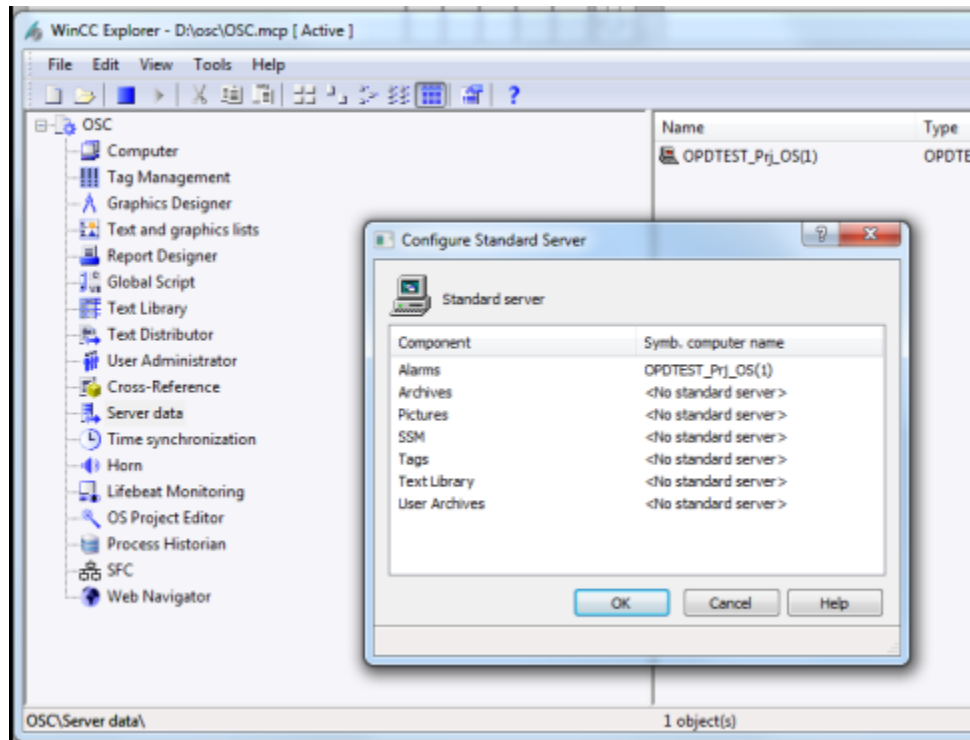 WinCC Explorer - D:\osc\OSC.mcp [ Active ]
File Edit View Tools Help
OSC
Computer
Tag Management
Graphics Designer
Text and graphics lists
Report Designer
Global Script
Text Library
Text Distributor
User Administrator
Cross-Reference
Server data
Time synchronization
Horn
Lifebeat Monitoring
OS Project Editor
Process Historian
SFC
Web Navigator
Name Type
OPDTEST_Prj_OS(1) OPDTE
Configure Standard Server
Standard server
Component Symb. computer name
Alarms OPDTEST_Prj_OS(1)
Archives <No standard server>
Pictures <No standard server>
SSM <No standard server>
Tags <No standard server>
Text Library <No standard server>
User Archives <No standard server>
OK Cancel Help
OSC\Server data\ 1 object(s)